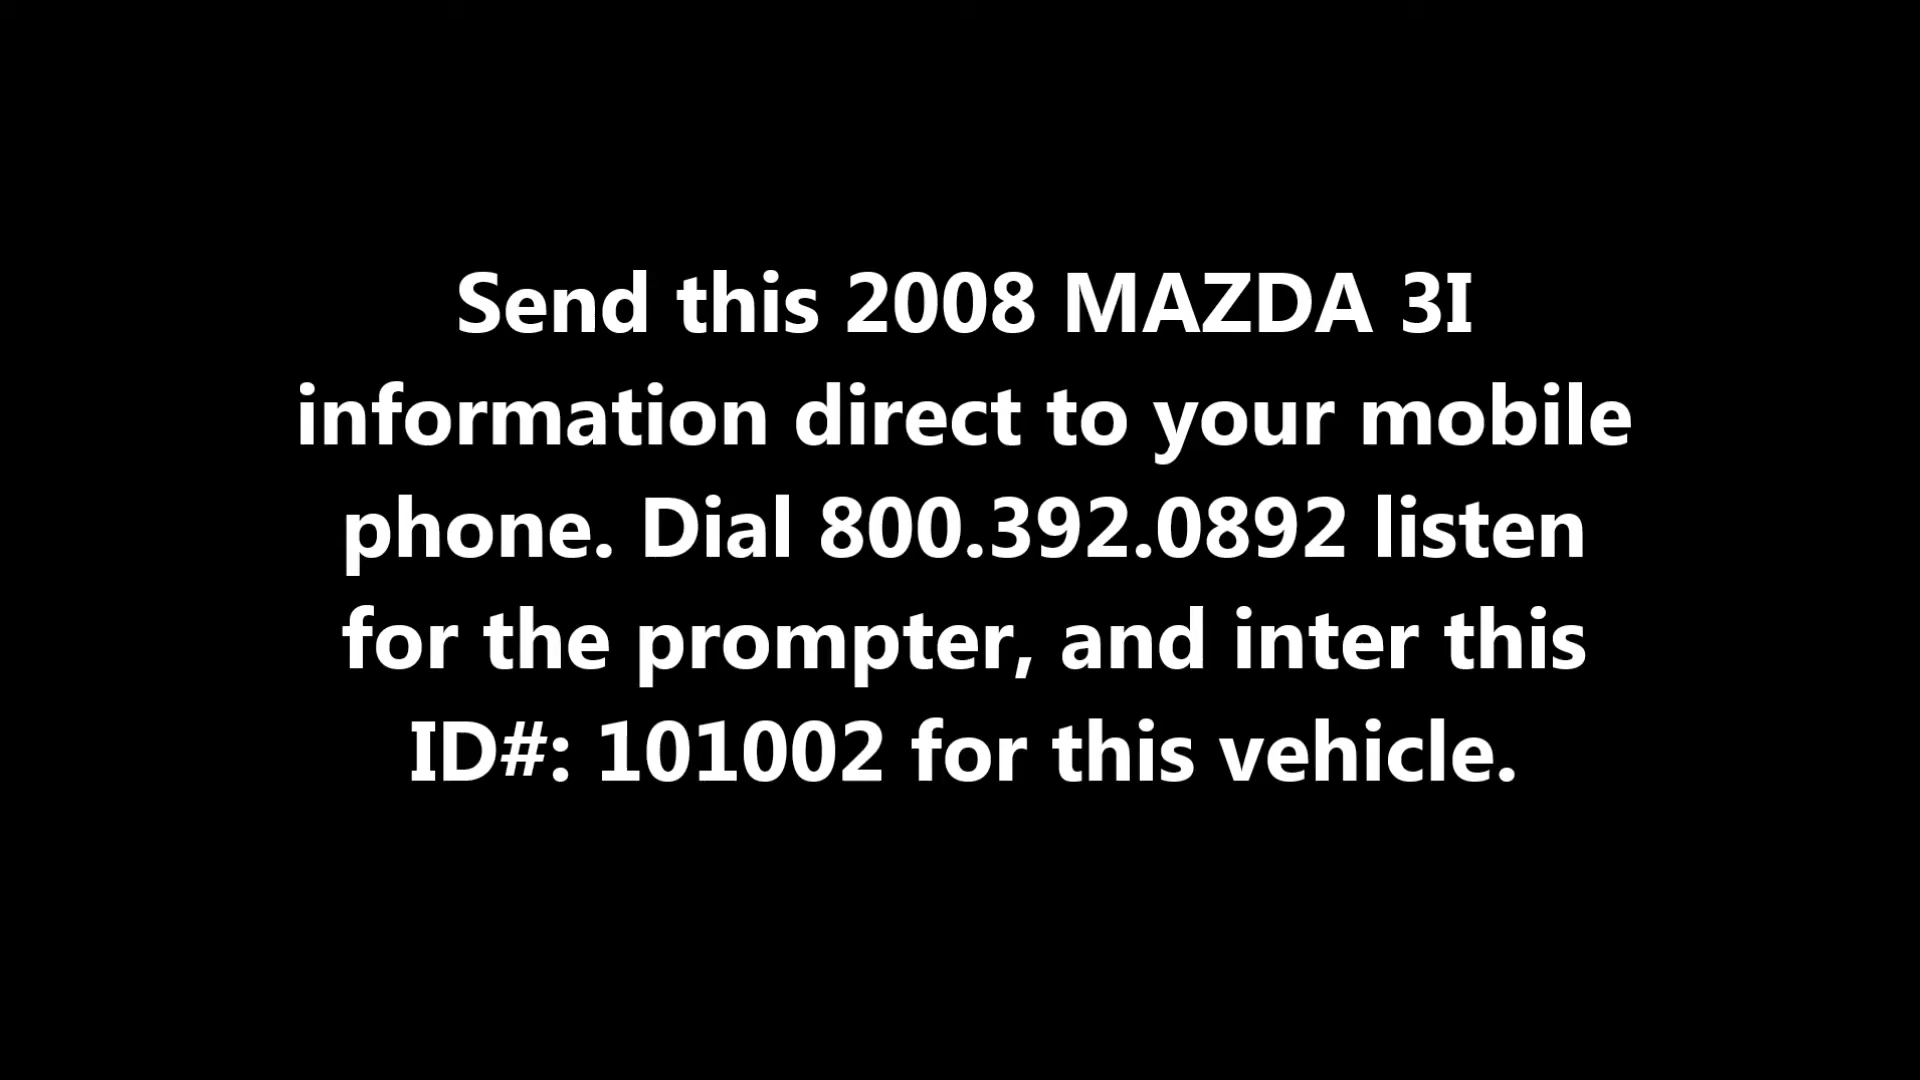 Send this 2008 MAZDA 3I
information direct to your mobile
phone. Dial 800.392.0892 listen
for the prompter, and inter this
ID#: 101002 for this vehicle.